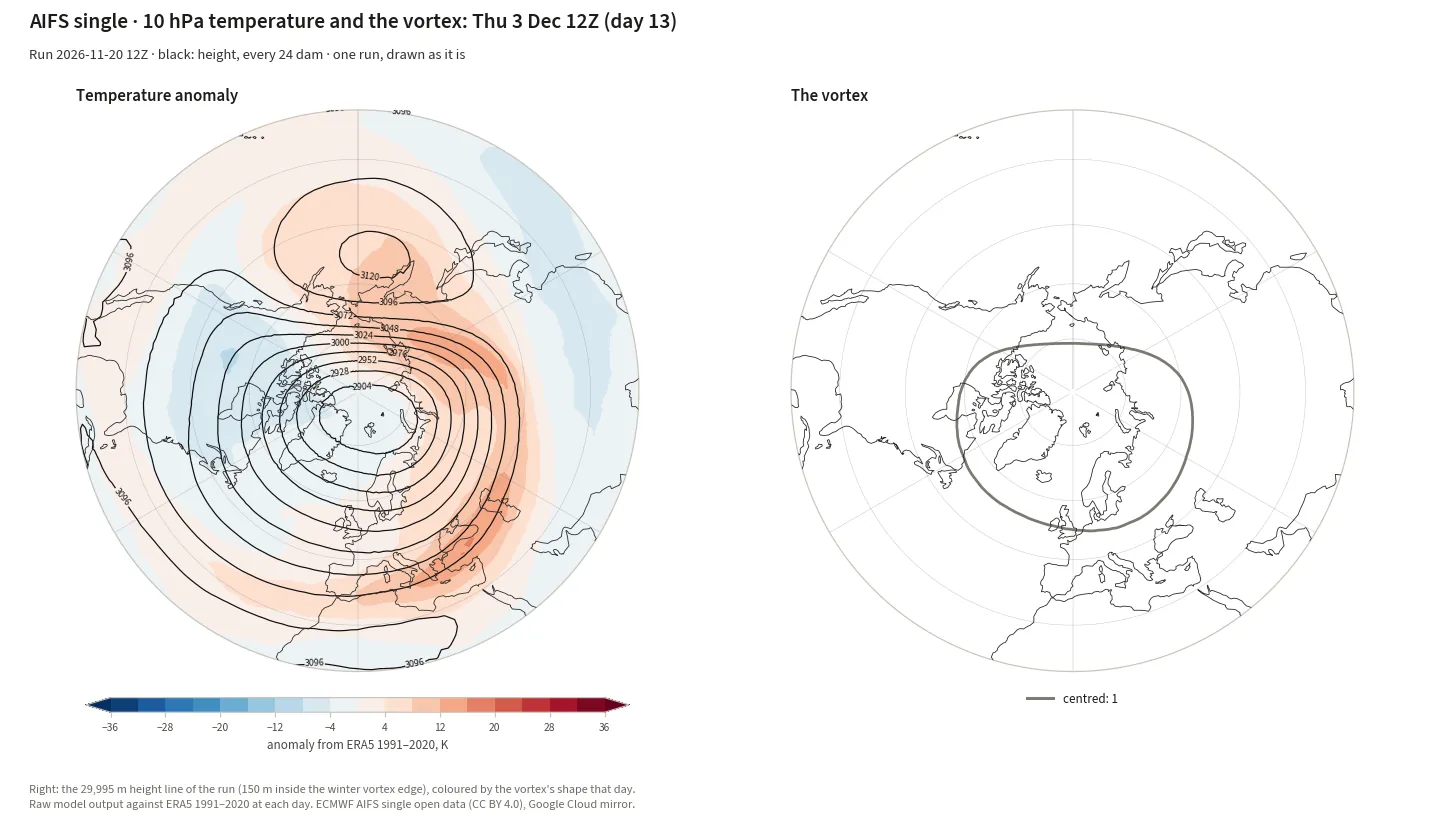 AIFS single · 10 hPa temperature and the vortex: Thu 3 Dec 12Z (day 13)
Run 2026-11-20 12Z · black: height, every 24 dam · one run, drawn as it is
Temperature anomaly
The vortex
3096
3096
3120
3096
3072
3048
3024
3000
2976
2952
2928
2904
3096
3096
3096
centred: 1
−36 −28 −20 −12 −4 4 12 20 28 36
anomaly from ERA5 1991–2020, K
Right: the 29,995 m height line of the run (150 m inside the winter vortex edge), coloured by the vortex's shape that day.
Raw model output against ERA5 1991–2020 at each day. ECMWF AIFS single open data (CC BY 4.0), Google Cloud mirror.